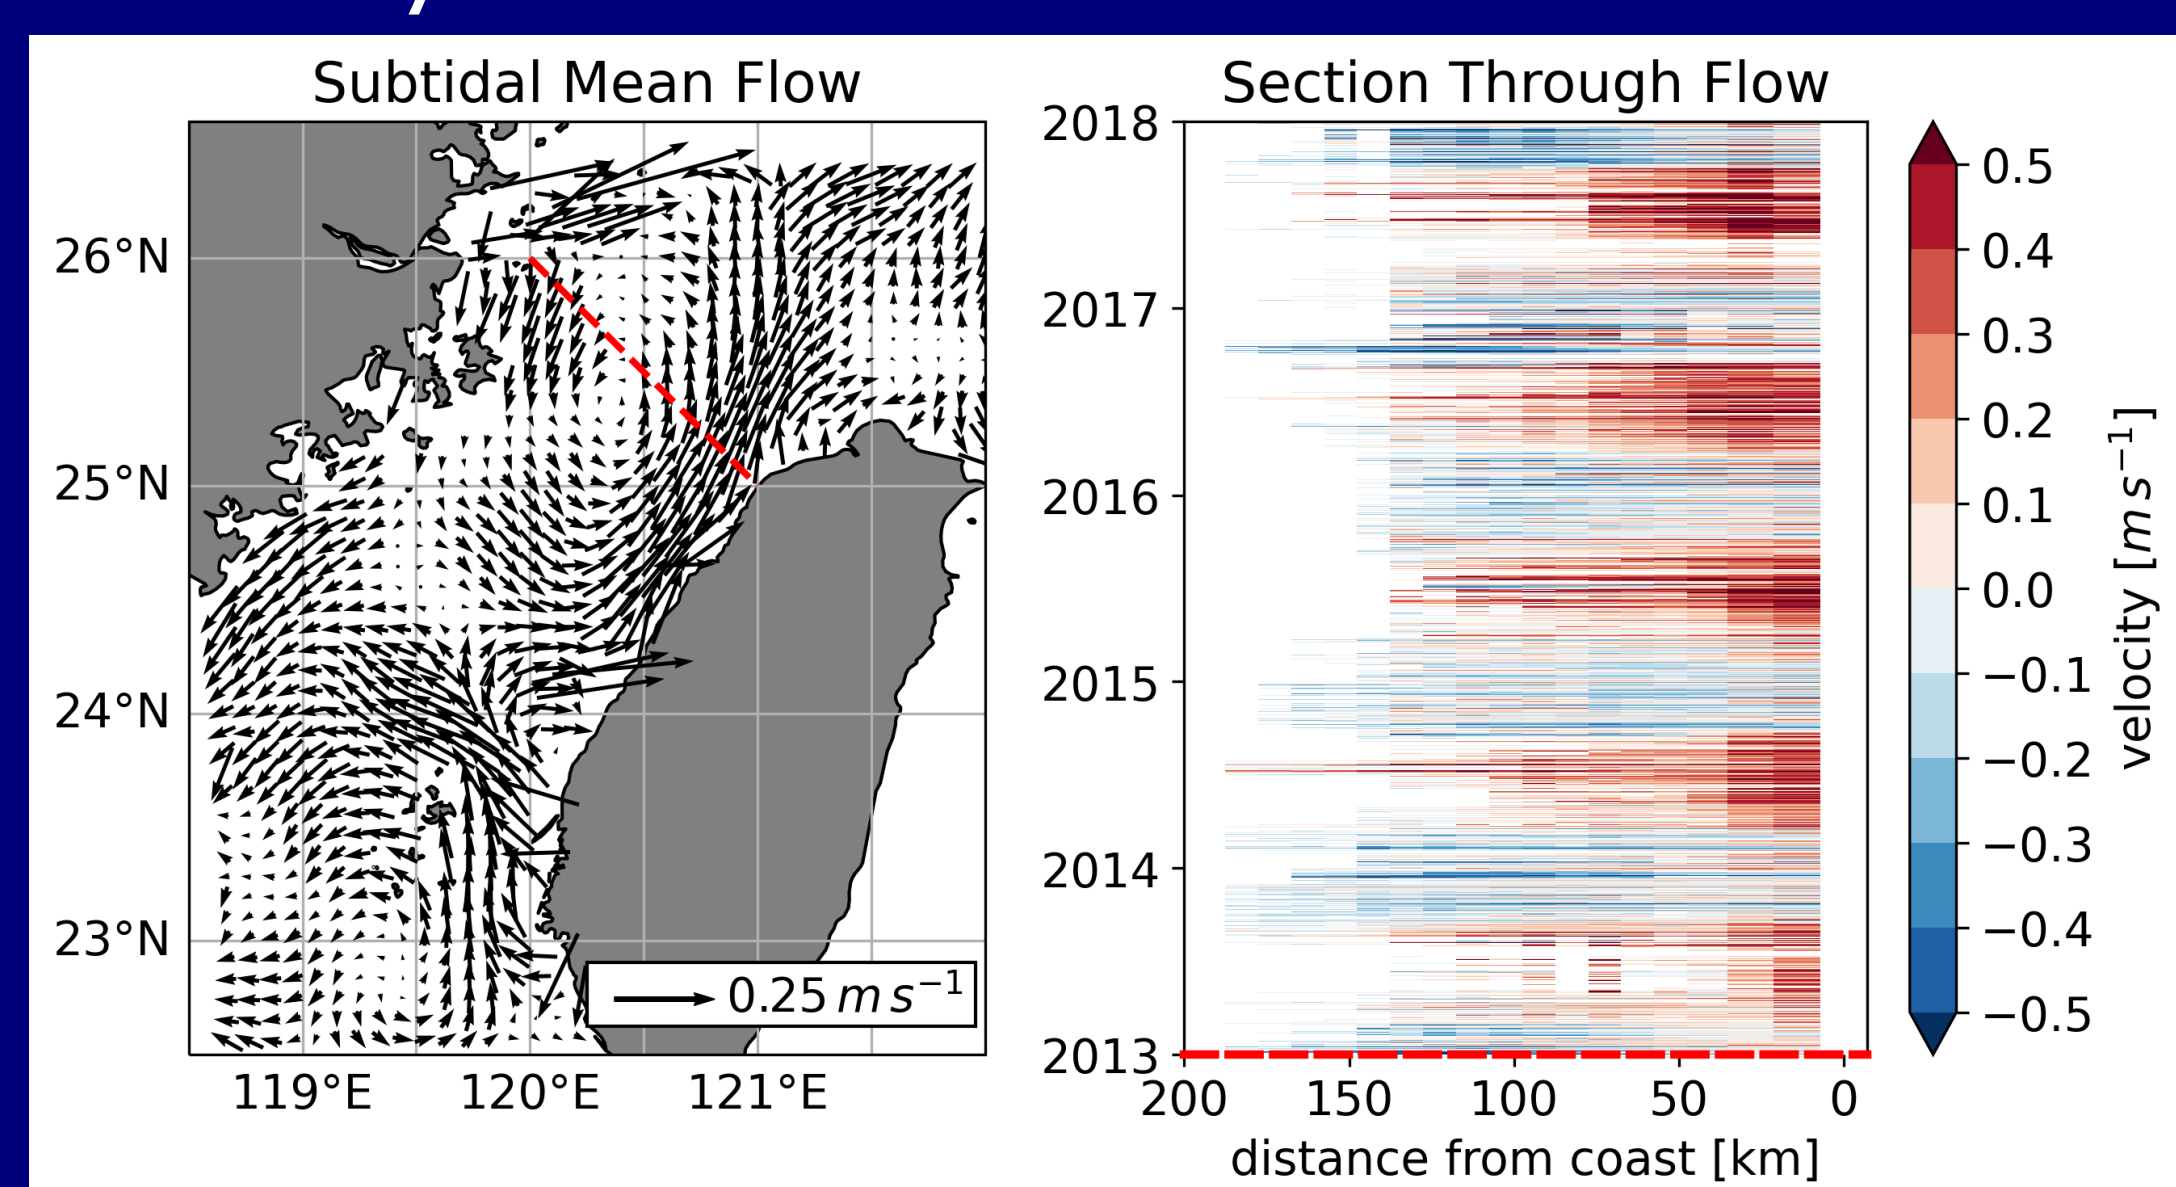 Subtidal Mean Flow
26°N
25°N
24°N
23°N
119°E 120°E 121°E
0.25 m s⁻¹
Section Through Flow
2018
2017
2016
2015
2014
2013
200 150 100 50 0
distance from coast [km]
0.5
0.4
0.3
0.2
0.1
0.0
−0.1
−0.2
−0.3
−0.4
−0.5
velocity [m s⁻¹]